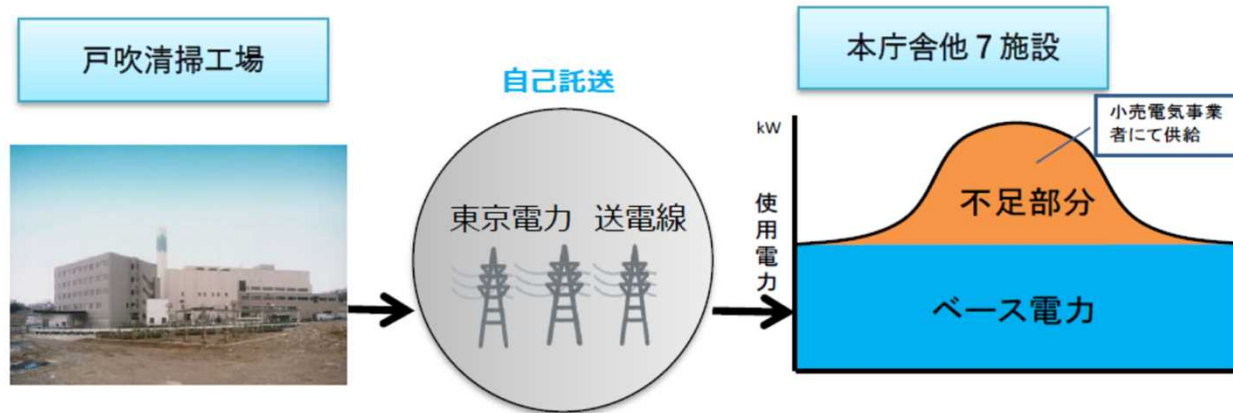 戸吹清掃工場
自己託送
東京電力 送電線
本庁舎他7施設
kW
使用電力
小売電気事業
者にて供給
不足部分
ベース電力